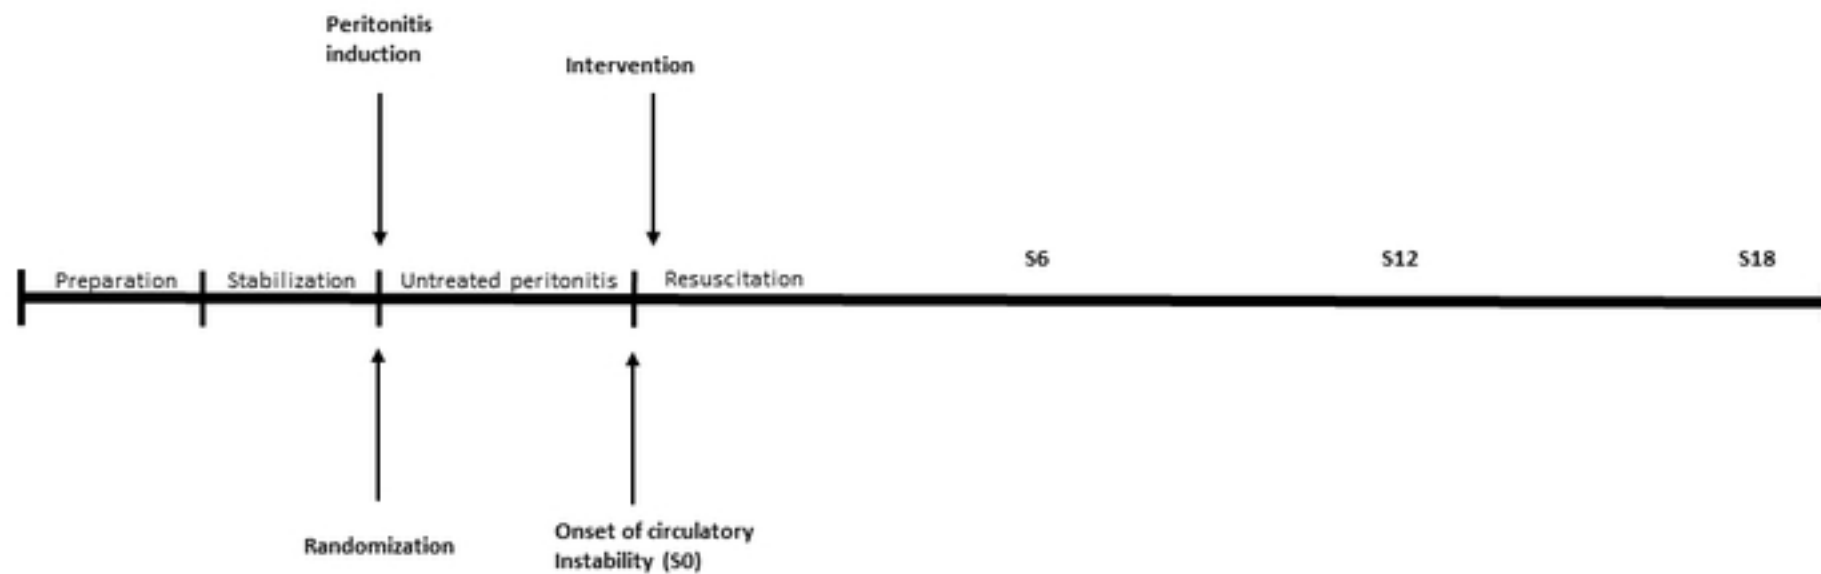 Peritonitis
induction
Intervention
S6
S12
S18
Preparation
Stabilization
Untreated peritonitis
Resuscitation
Randomization
Onset of circulatory
Instability (S0)